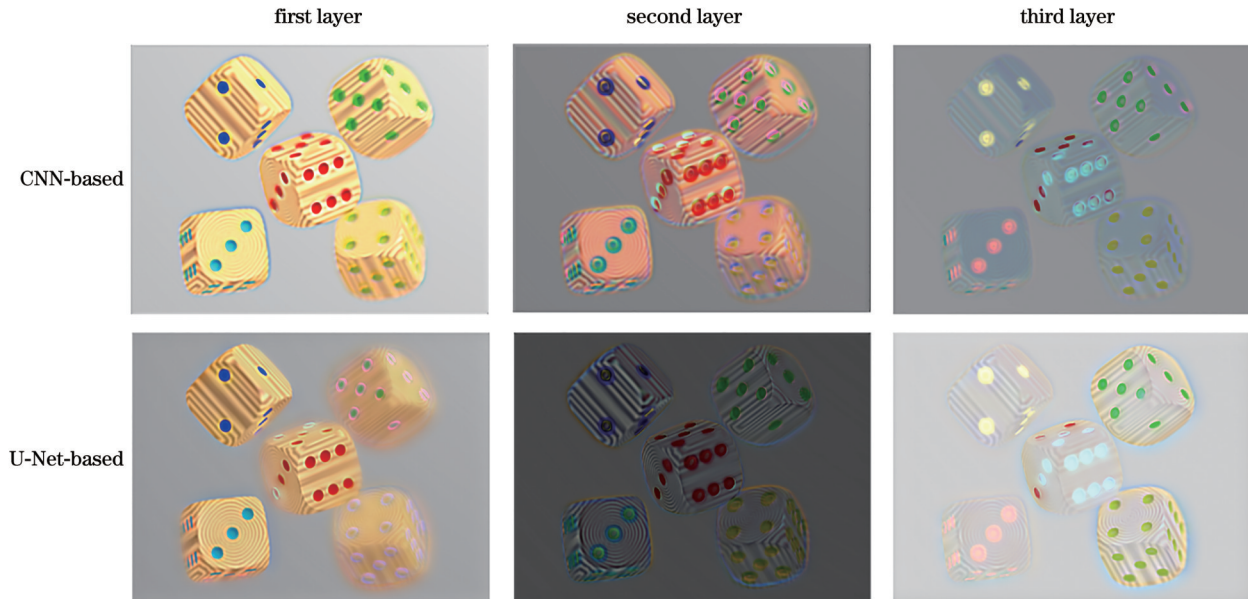 first layer
second layer
third layer
CNN-based
U-Net-based